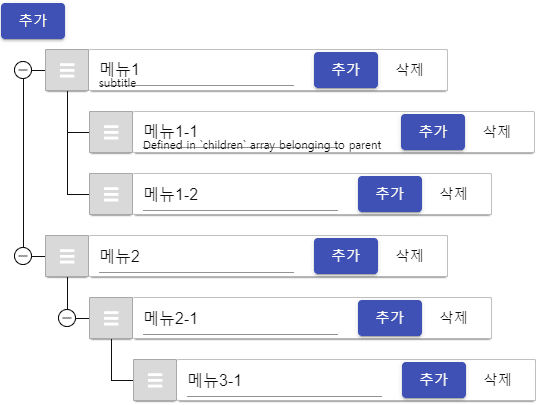 추가
메뉴1 추가 삭제
subtitle
메뉴1-1 추가 삭제
Defined in `children` array belonging to parent
메뉴1-2 추가 삭제
메뉴2 추가 삭제
메뉴2-1 추가 삭제
메뉴3-1 추가 삭제